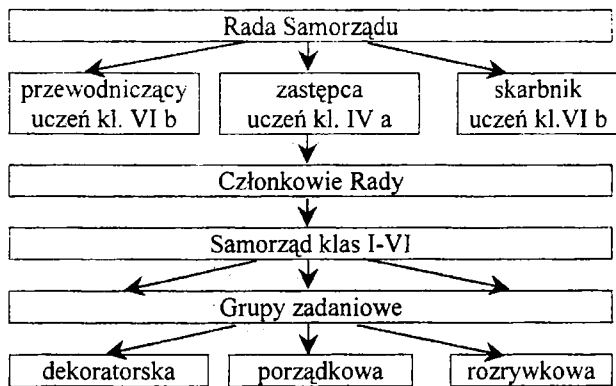 Rada Samorządu
przewodniczący
uczeń kl. VI b
zastępca
uczeń kl. IV a
skarbnik
uczeń kl.VI b
Członkowie Rady
Samorząd klas I-VI
Grupy zadaniowe
dekoratorska
porządkowa
rozrywkowa